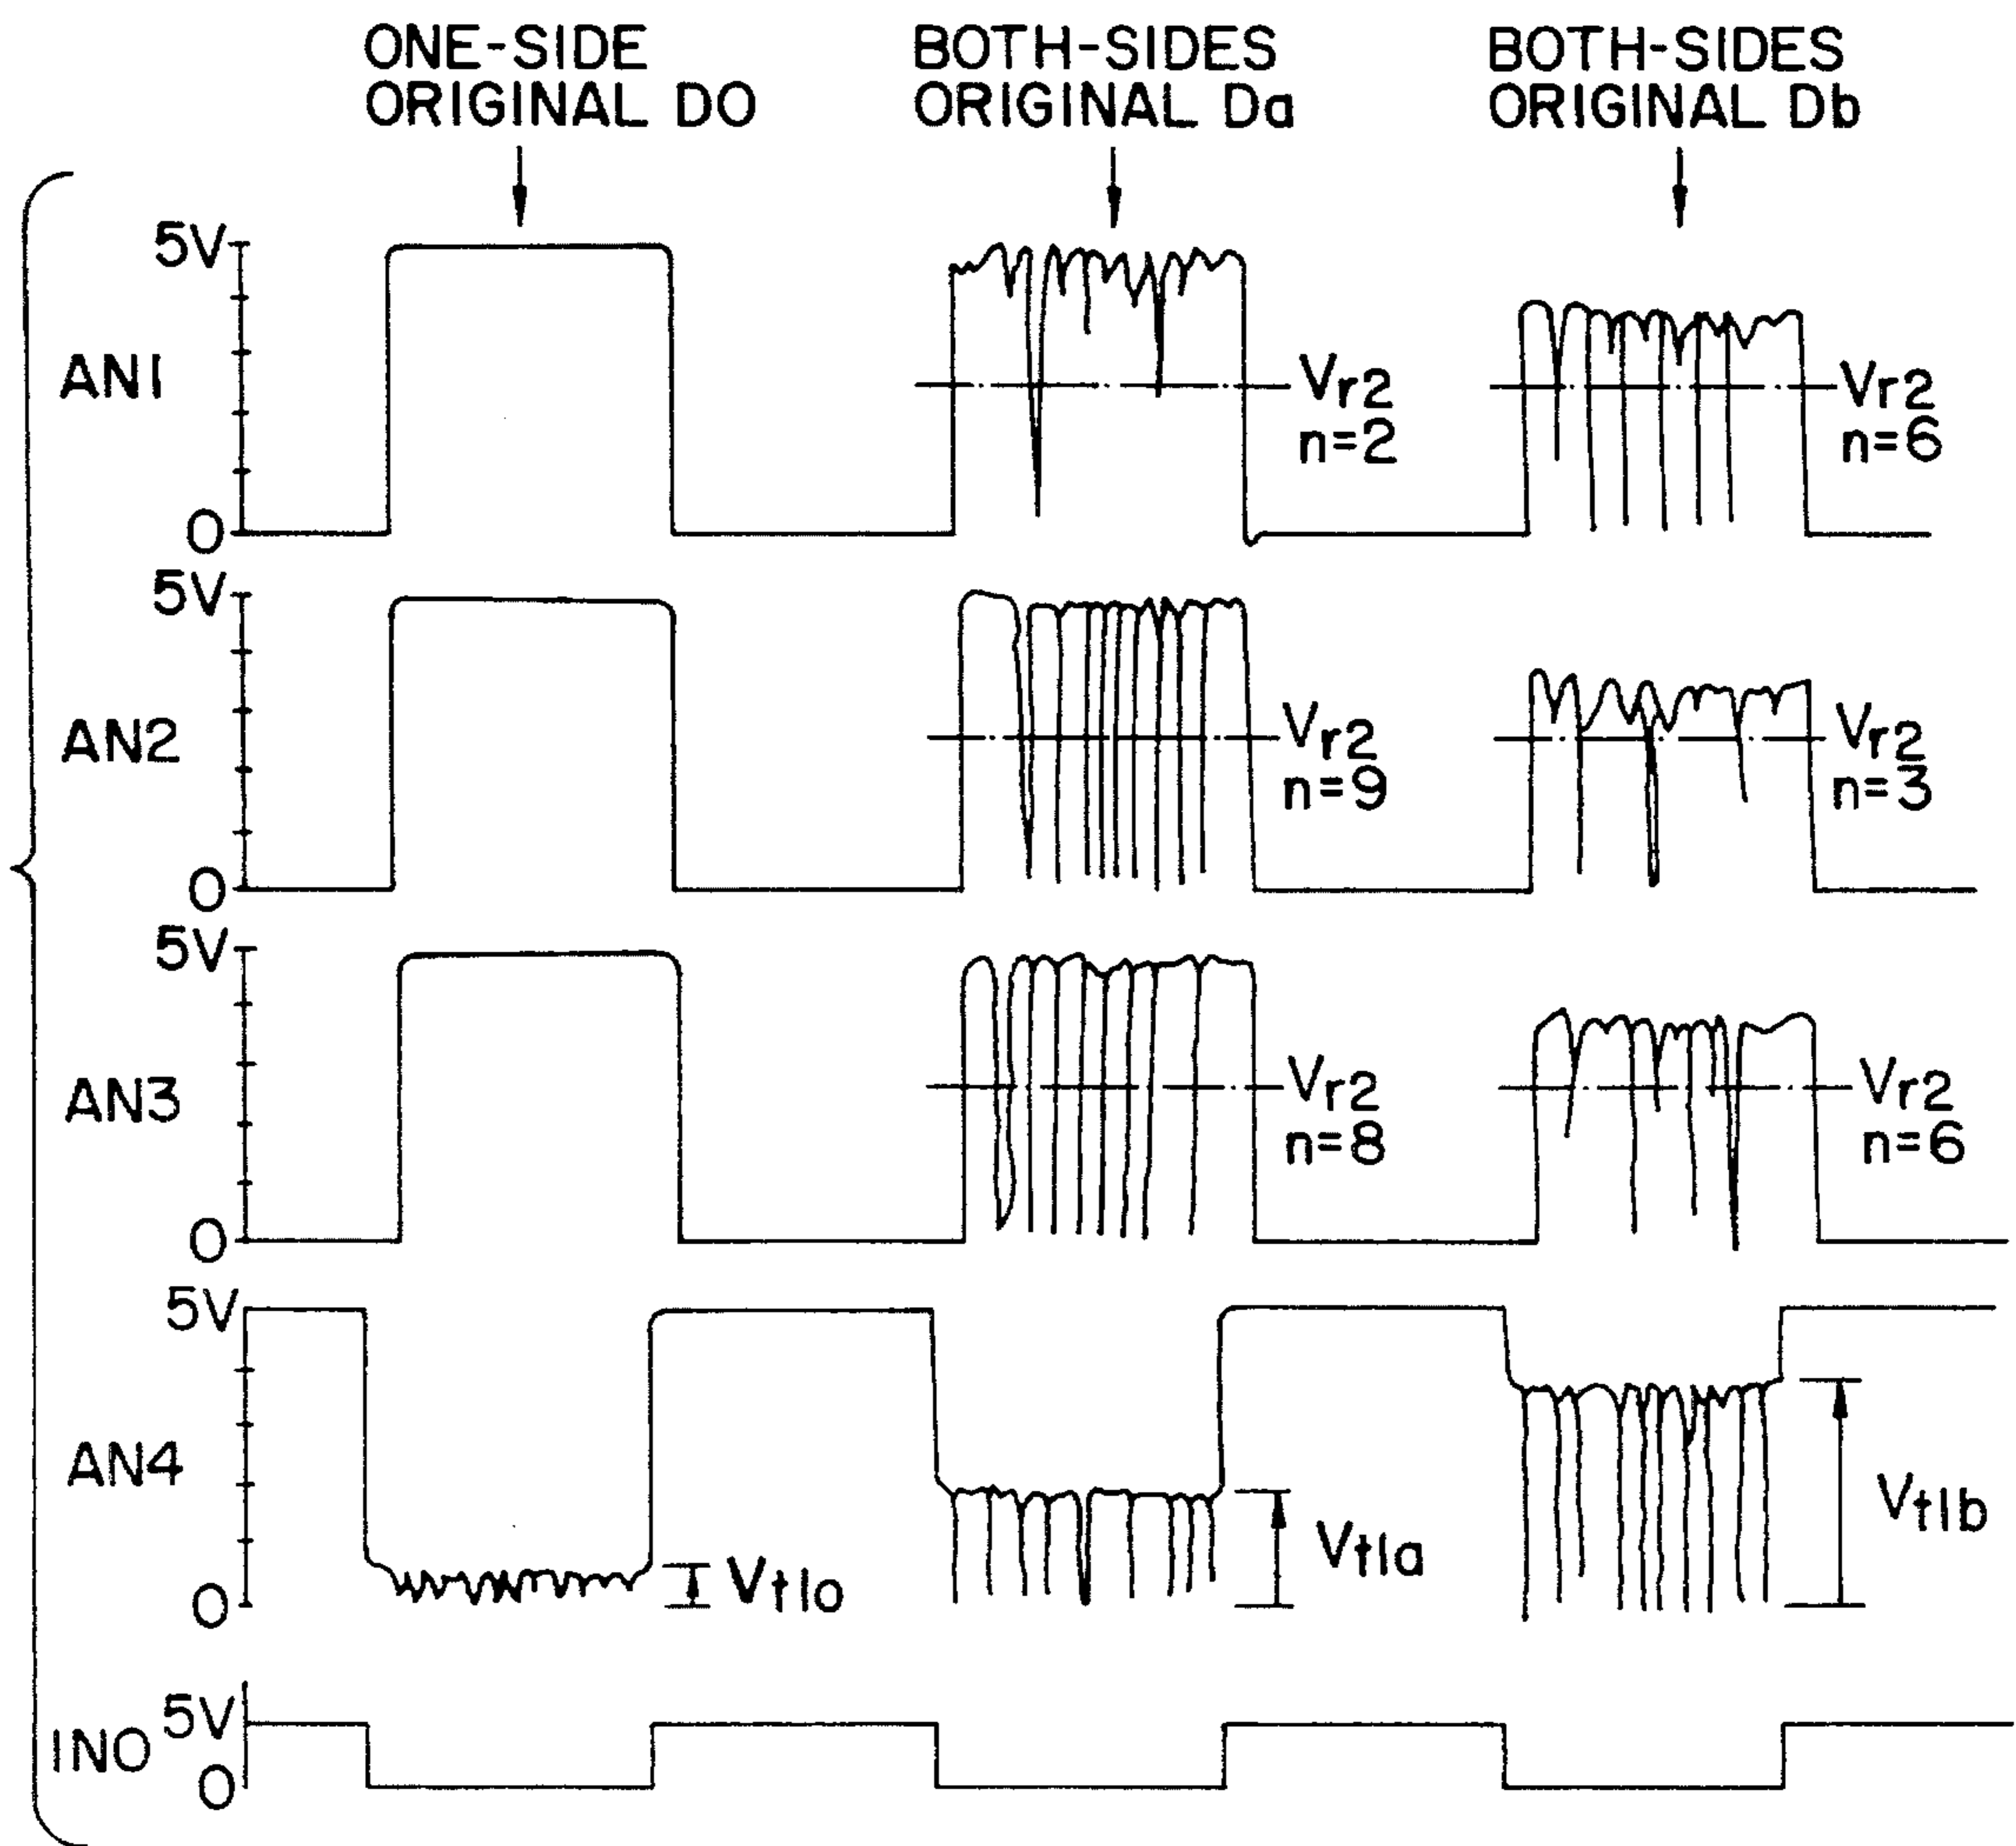 ONE-SIDE
ORIGINAL DO
BOTH-SIDES
ORIGINAL Da
BOTH-SIDES
ORIGINAL Db
5V
AN1
0
Vr2
n=2
Vr2
n=6
5V
AN2
0
Vr2
n=9
Vr2
n=3
5V
AN3
0
Vr2
n=8
Vr2
n=6
5V
AN4
0
Vt1o
Vt1a
Vt1b
5V
INO
0